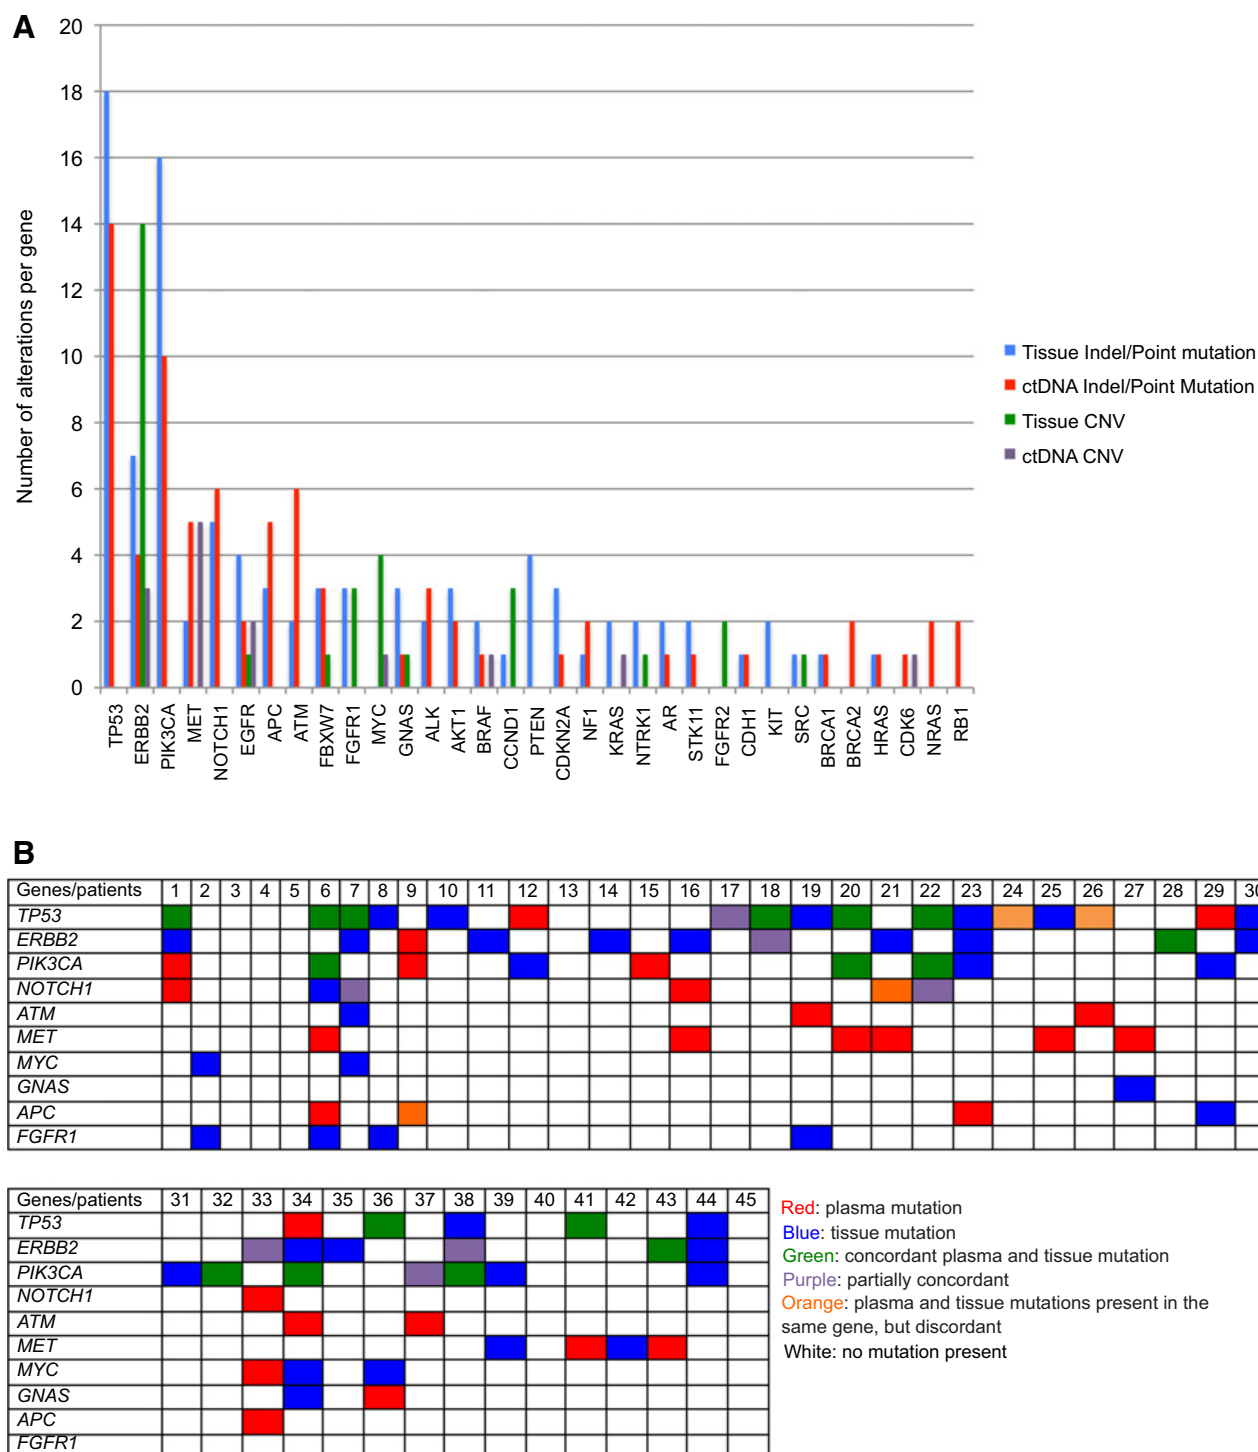 A
20
18
16
14
12
10
8
6
4
2
0
Number of alterations per gene
TP53
ERBB2
PIK3CA
MET
NOTCH1
EGFR
APC
ATM
FBXW7
FGFR1
MYC
GNAS
ALK
AKT1
BRAF
CCND1
PTEN
CDKN2A
NF1
KRAS
NTRK1
AR
STK11
FGFR2
CDH1
KIT
SRC
BRCA1
BRCA2
HRAS
CDK6
NRAS
RB1
Tissue Indel/Point mutation
ctDNA Indel/Point Mutation
Tissue CNV
ctDNA CNV
B
Genes/patients 1 2 3 4 5 6 7 8 9 10 11 12 13 14 15 16 17 18 19 20 21 22 23 24 25 26 27 28 29 30
TP53
ERBB2
PIK3CA
NOTCH1
ATM
MET
MYC
GNAS
APC
FGFR1
Genes/patients 31 32 33 34 35 36 37 38 39 40 41 42 43 44 45
TP53
ERBB2
PIK3CA
NOTCH1
ATM
MET
MYC
GNAS
APC
FGFR1
Red: plasma mutation
Blue: tissue mutation
Green: concordant plasma and tissue mutation
Purple: partially concordant
Orange: plasma and tissue mutations present in the
same gene, but discordant
White: no mutation present